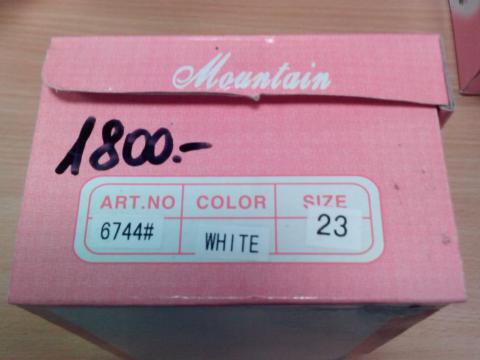 Mountain
1800.-
ART.NO COLOR SIZE
6744# WHITE 23